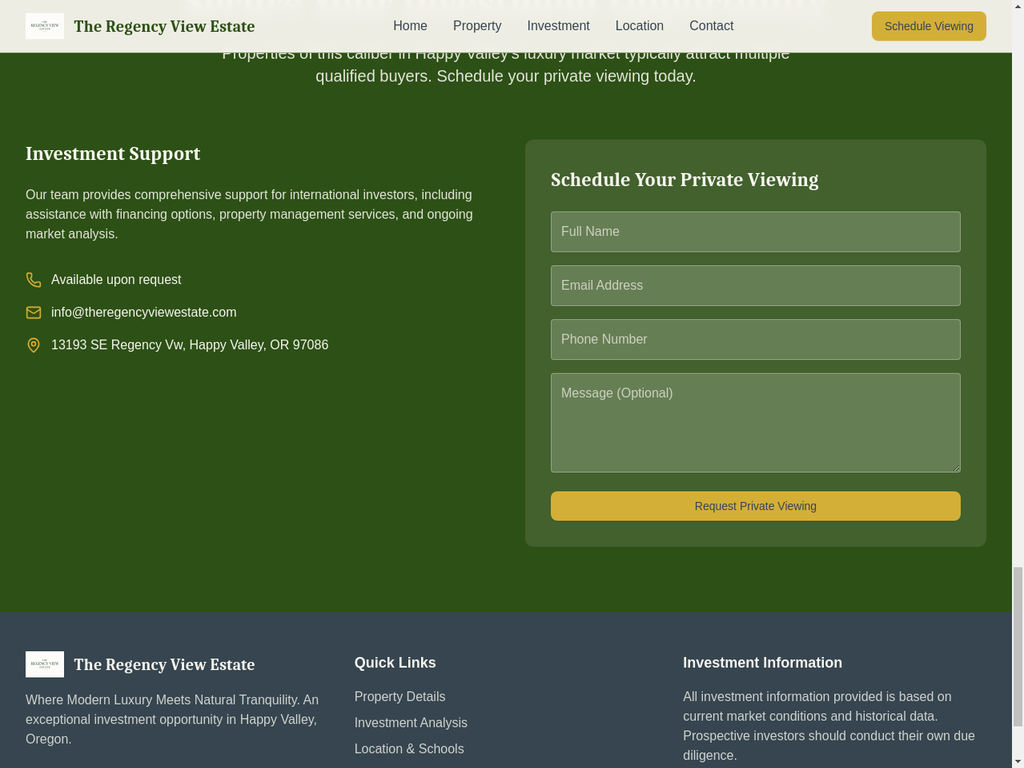 The Regency View Estate
Home
Property
Investment
Location
Contact
Schedule Viewing
Properties of this caliber in Happy Valley's luxury market typically attract multiple
qualified buyers. Schedule your private viewing today.
Investment Support
Our team provides comprehensive support for international investors, including
assistance with financing options, property management services, and ongoing
market analysis.
Available upon request
info@theregencyviewestate.com
13193 SE Regency Vw, Happy Valley, OR 97086
Schedule Your Private Viewing
Full Name
Email Address
Phone Number
Message (Optional)
Request Private Viewing
The Regency View Estate
Where Modern Luxury Meets Natural Tranquility. An
exceptional investment opportunity in Happy Valley,
Oregon.
Quick Links
Property Details
Investment Analysis
Location & Schools
Investment Information
All investment information provided is based on
current market conditions and historical data.
Prospective investors should conduct their own due
diligence.